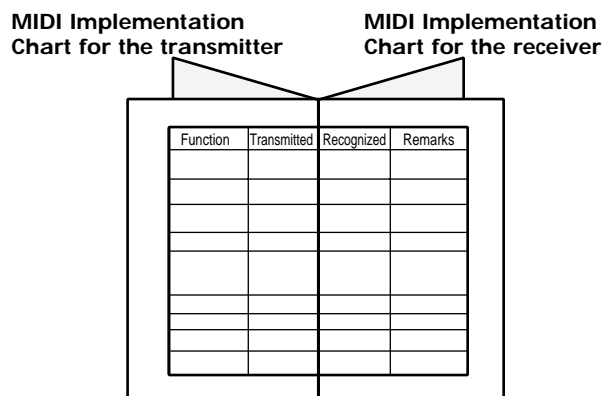 MIDI Implementation
Chart for the transmitter
MIDI Implementation
Chart for the receiver
Function Transmitted Recognized Remarks